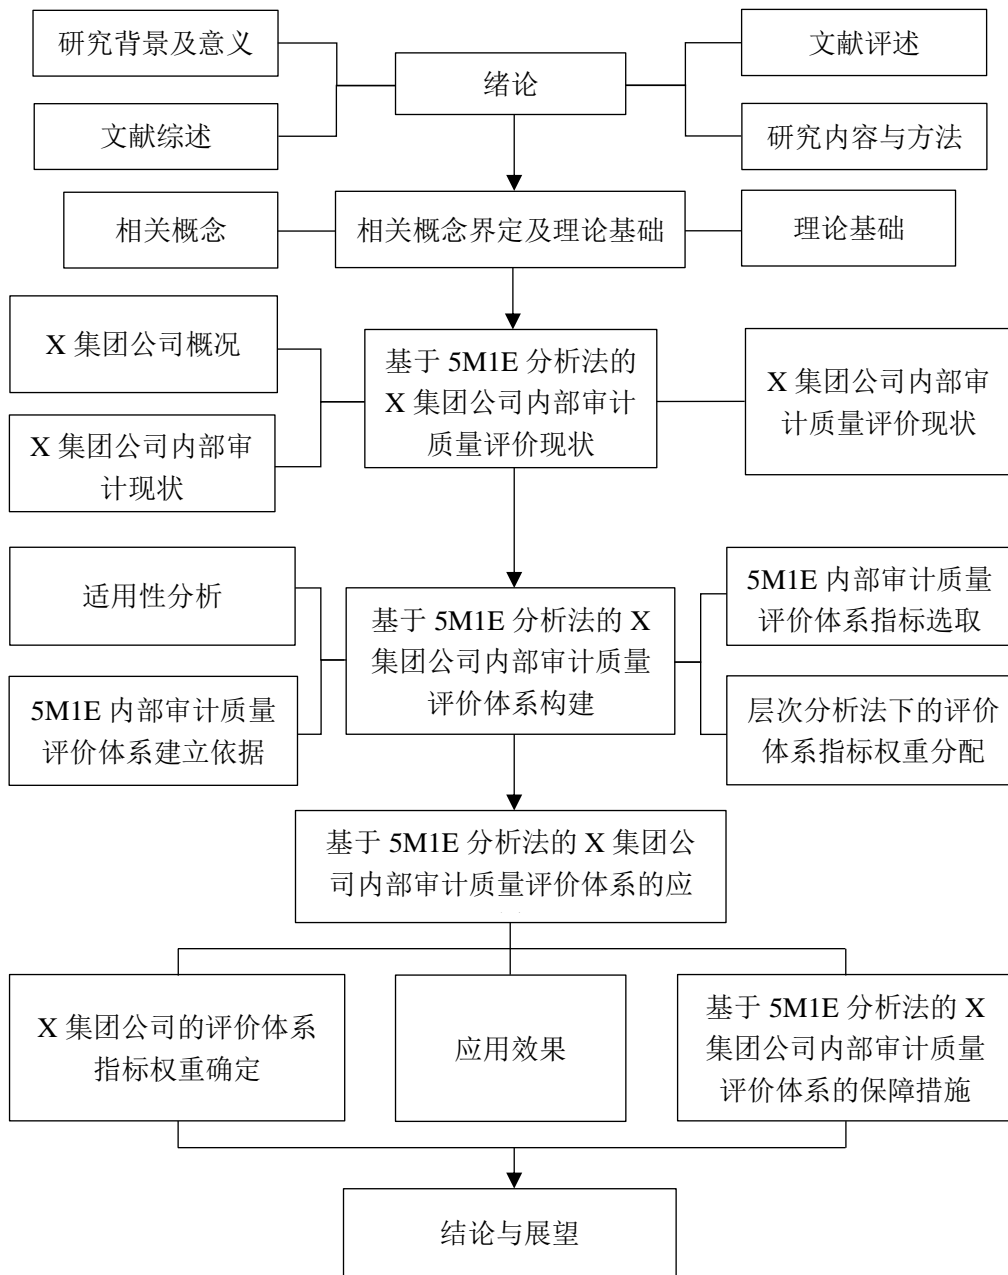 研究背景及意义
文献综述
绪论
文献评述
研究内容与方法
相关概念
相关概念界定及理论基础
理论基础
X 集团公司概况
X 集团公司内部审
计现状
基于 5M1E 分析法的
X 集团公司内部审计
质量评价现状
X 集团公司内部审
计质量评价现状
适用性分析
5M1E 内部审计质量
评价体系建立依据
基于 5M1E 分析法的 X
集团公司内部审计质量
评价体系构建
5M1E 内部审计质量
评价体系指标选取
层次分析法下的评价
体系指标权重分配
基于 5M1E 分析法的 X 集团公
司内部审计质量评价体系的应
X 集团公司的评价体系
指标权重确定
应用效果
基于 5M1E 分析法的 X
集团公司内部审计质量
评价体系的保障措施
结论与展望